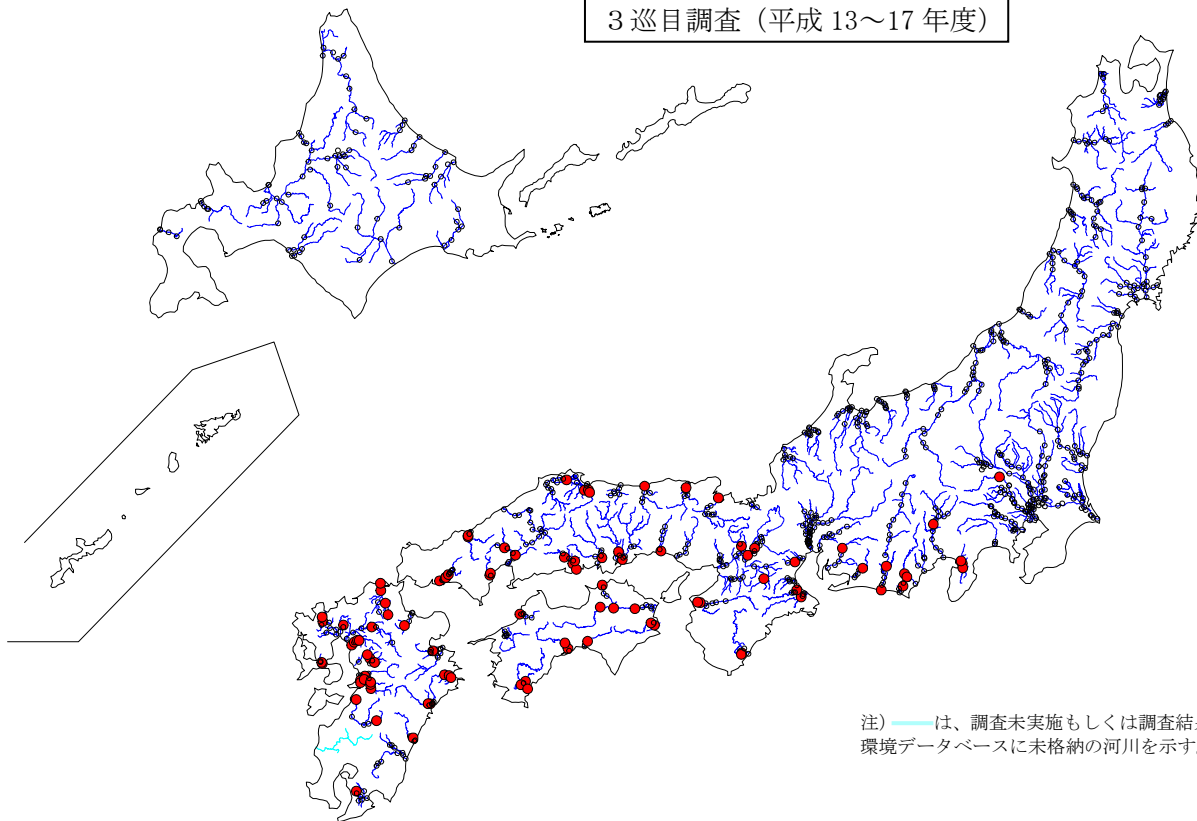 ３巡目調査（平成 13～17 年度）
注）は、調査未実施もしくは調査結
環境データベースに未格納の河川を示す